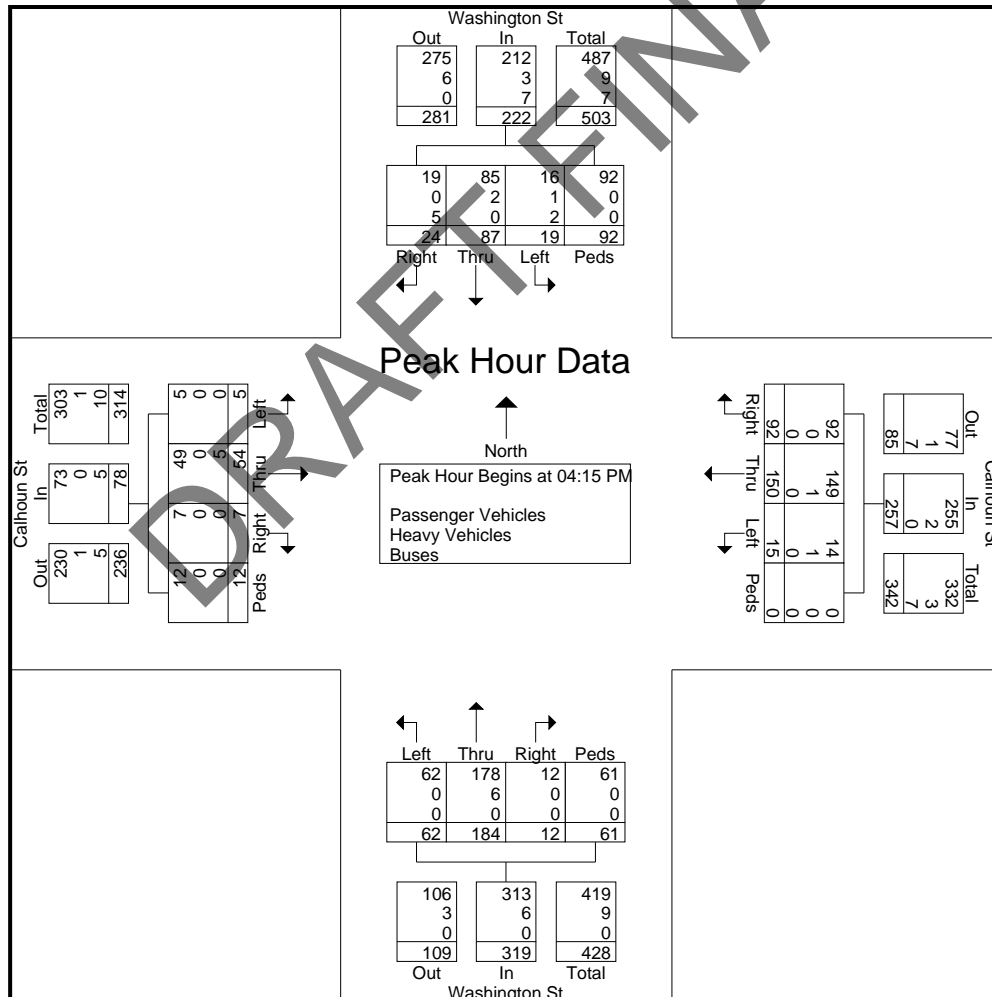 Washington St
Out In Total
275 212 487
6 3 9
0 7 7
281 222 503
19 85 16 92
0 2 1 0
5 0 2 0
24 87 19 92
Right Thru Left Peds
Peak Hour Data
North
Peak Hour Begins at 04:15 PM
Passenger Vehicles
Heavy Vehicles
Buses
Calhoun St
Total In Out
303 73 230
1 0 1
10 5 5
314 78 236
5 49 7 12
0 0 0 0
0 5 0 0
5 54 7 12
Left Thru Right Peds
Calhoun St
Out In Total
77 255 332
1 2 3
7 0 7
85 257 342
92 149 14 0
0 1 1 0
0 0 0 0
92 150 15 0
Right Thru Left Peds
Left Thru Right Peds
62 178 12 61
0 6 0 0
0 0 0 0
62 184 12 61
106 313 419
3 6 9
0 0 0
109 319 428
Out In Total
Washington St
DRAFT FINA